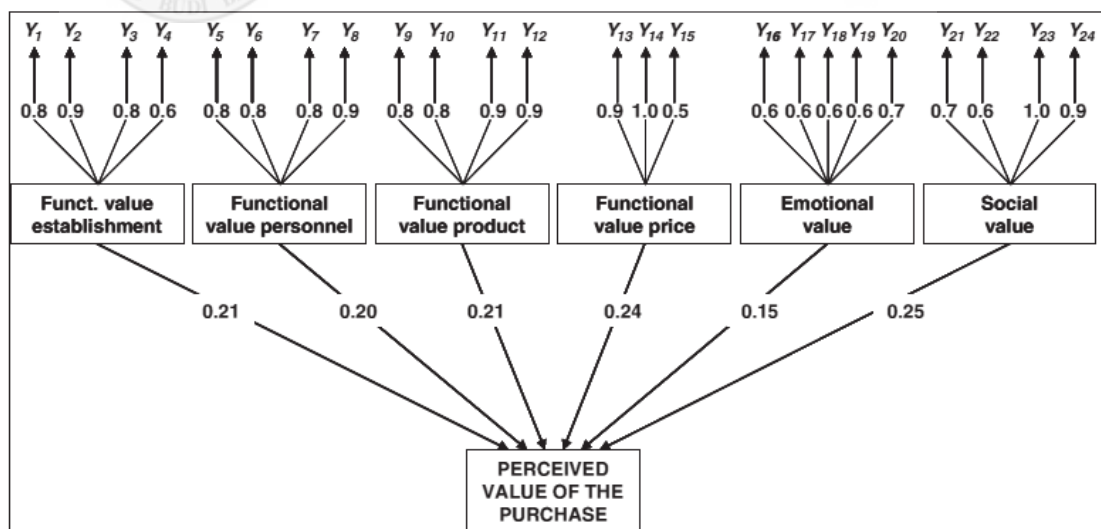 BUDI
Y1 Y2 Y3 Y4 Y5 Y6 Y7 Y8 Y9 Y10 Y11 Y12 Y13 Y14 Y15 Y16 Y17 Y18 Y19 Y20 Y21 Y22 Y23 Y24
0.8 0.9 0.8 0.6 0.8 0.8 0.8 0.9 0.8 0.8 0.9 0.9 0.9 1.0 0.5 0.6 0.6 0.6 0.6 0.7 0.7 0.6 1.0 0.9
Funct. value
establishment
Functional
value personnel
Functional
value product
Functional
value price
Emotional
value
Social
value
0.21 0.20 0.21 0.24 0.15 0.25
PERCEIVED
VALUE OF THE
PURCHASE